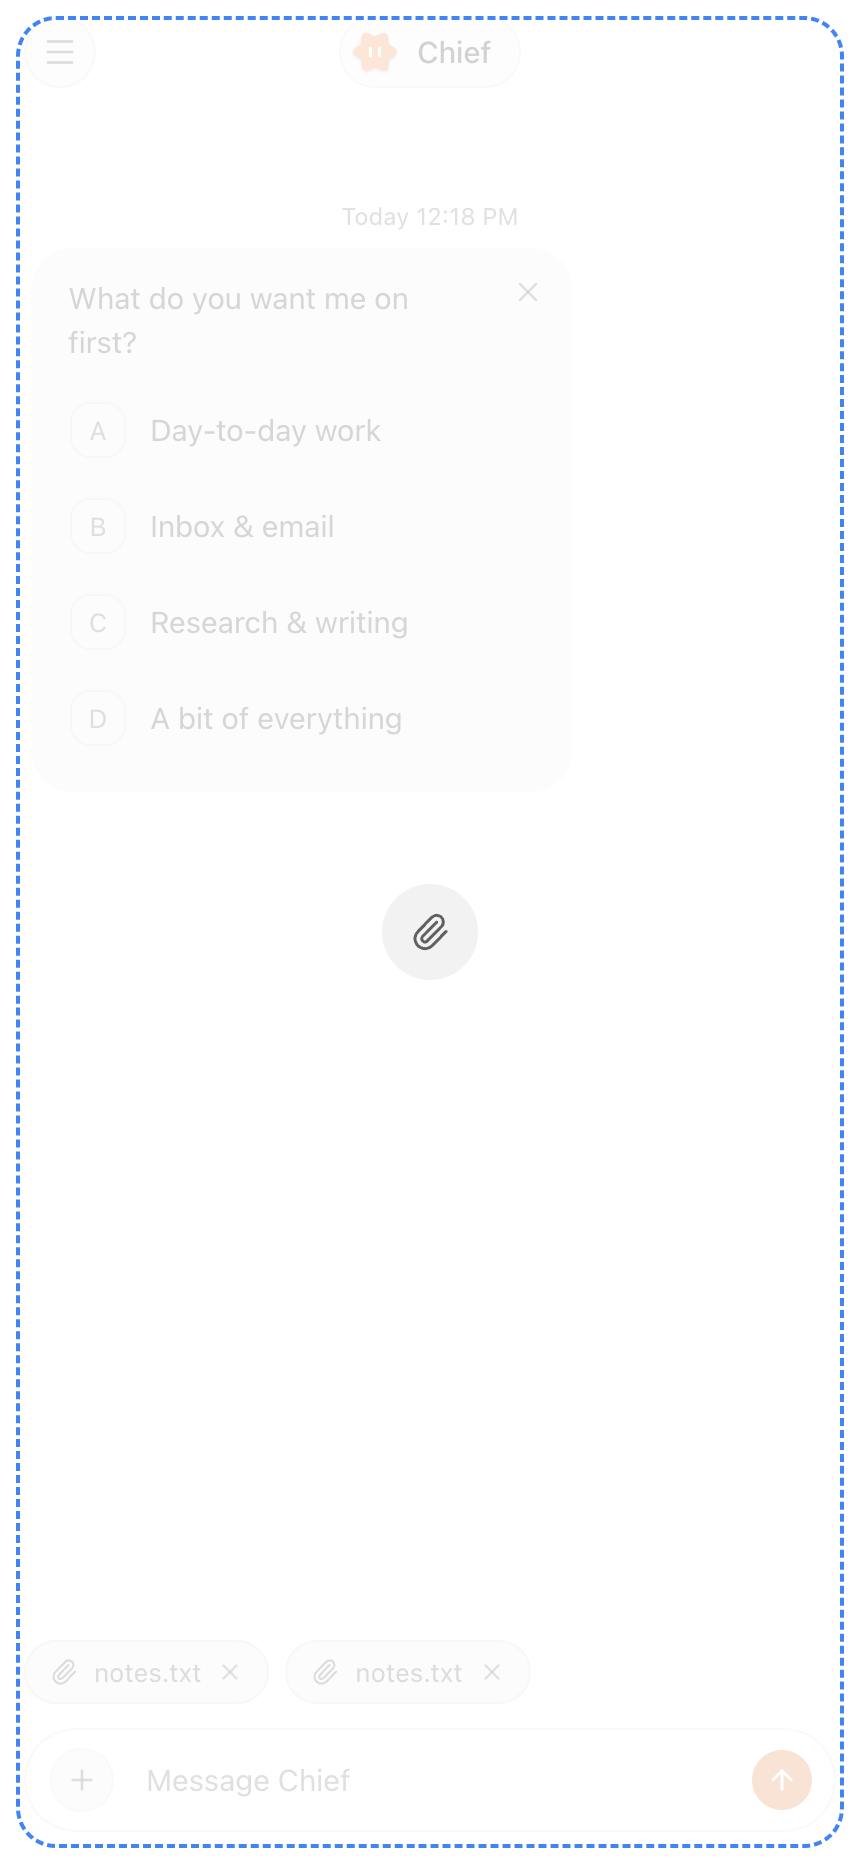 Chief
Today 12:18 PM
What do you want me on
first?
A Day-to-day work
B Inbox & email
C Research & writing
D A bit of everything
notes.txt notes.txt
Message Chief